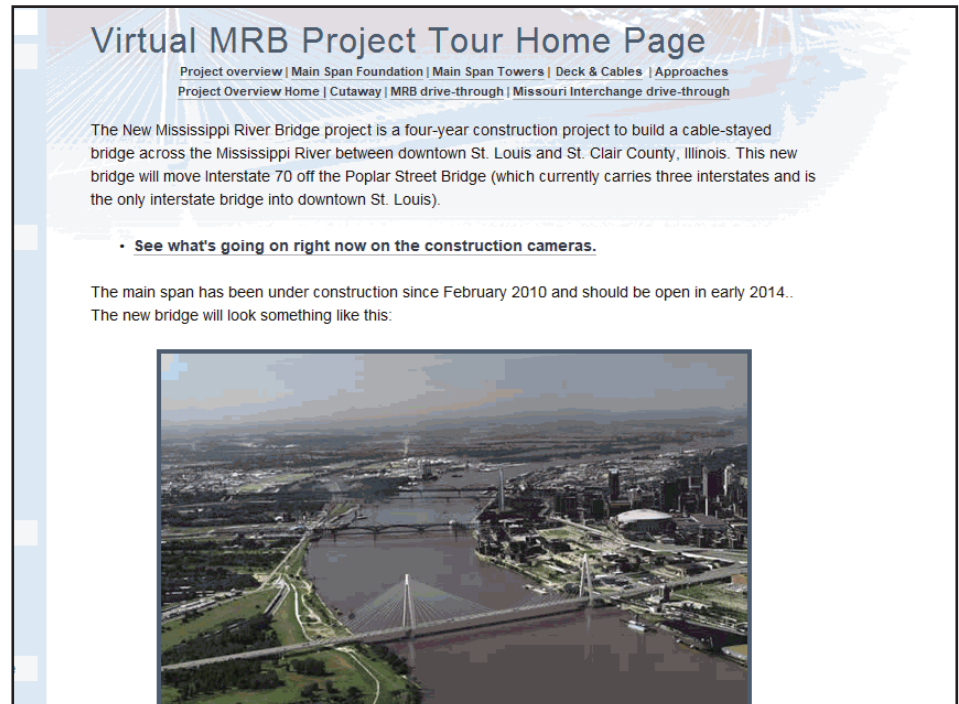 Virtual MRB Project Tour Home Page
Project overview | Main Span Foundation | Main Span Towers | Deck & Cables | Approaches
Project Overview Home | Cutaway | MRB drive-through | Missouri Interchange drive-through
The New Mississippi River Bridge project is a four-year construction project to build a cable-stayed
bridge across the Mississippi River between downtown St. Louis and St. Clair County, Illinois. This new
bridge will move Interstate 70 off the Poplar Street Bridge (which currently carries three interstates and is
the only interstate bridge into downtown St. Louis).
• See what's going on right now on the construction cameras.
The main span has been under construction since February 2010 and should be open in early 2014..
The new bridge will look something like this: